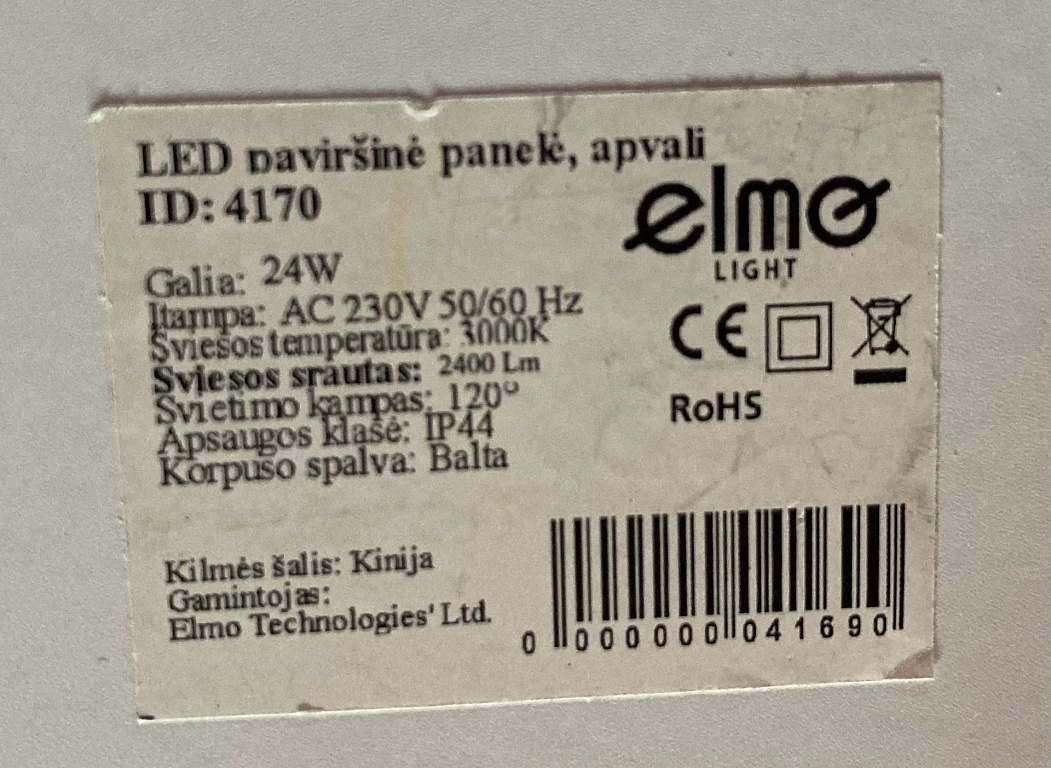 LED paviršinė panelė, apvali
ID: 4170
elmo
LIGHT
Galia: 24W
Įtampa: AC 230V 50/60 Hz
Šviesos temperatūra: 3000K
Šviesos srautas: 2400 Lm
Švietimo kampas: 120°
Apsaugos klasė: IP44
Korpuso spalva: Balta
CE
RoHS
Kilmės šalis: Kinija
Gamintojas:
Elmo Technologies' Ltd.
0 000000 041690